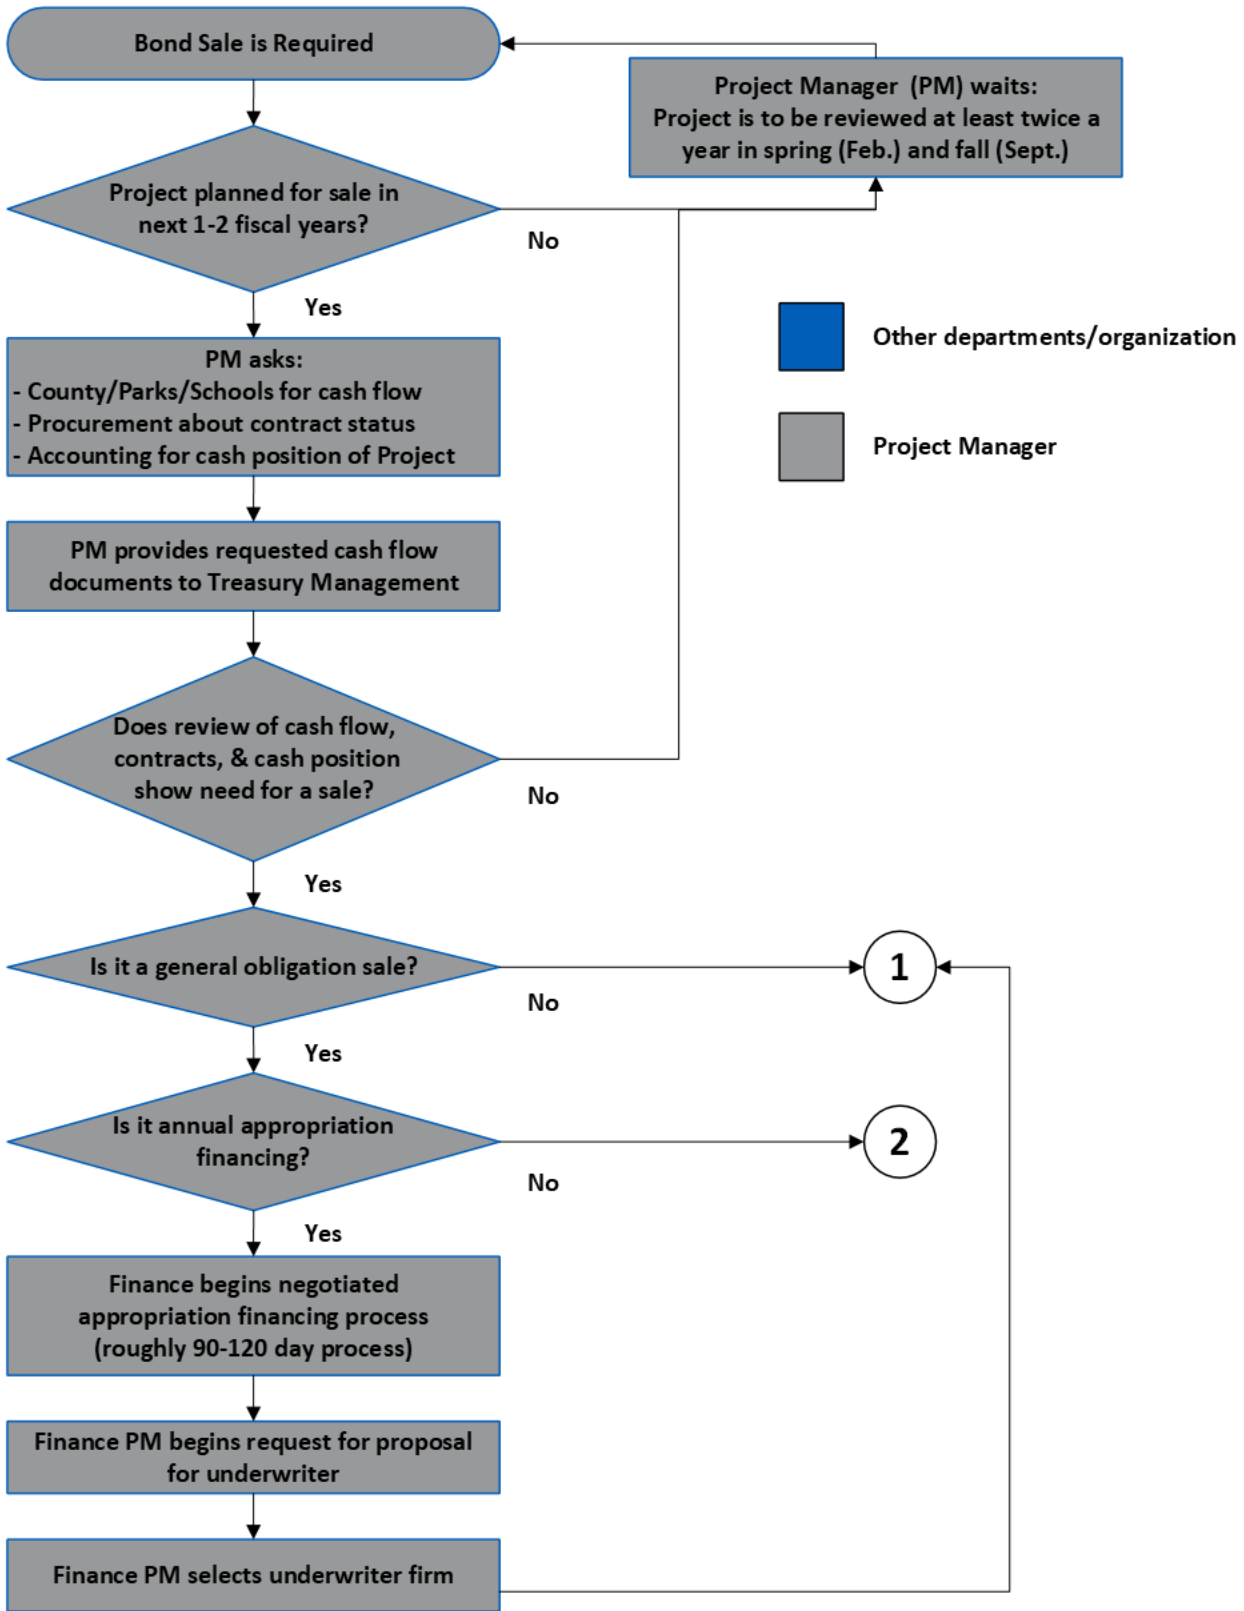 Bond Sale is Required
Project Manager (PM) waits:
Project is to be reviewed at least twice a
year in spring (Feb.) and fall (Sept.)
Project planned for sale in
next 1-2 fiscal years?
No
Yes
Other departments/organization
PM asks:
- County/Parks/Schools for cash flow
- Procurement about contract status
- Accounting for cash position of Project
Project Manager
PM provides requested cash flow
documents to Treasury Management
Does review of cash flow,
contracts, & cash position
show need for a sale?
No
Yes
Is it a general obligation sale?
1
No
Yes
Is it annual appropriation
financing?
2
No
Yes
Finance begins negotiated
appropriation financing process
(roughly 90-120 day process)
Finance PM begins request for proposal
for underwriter
Finance PM selects underwriter firm